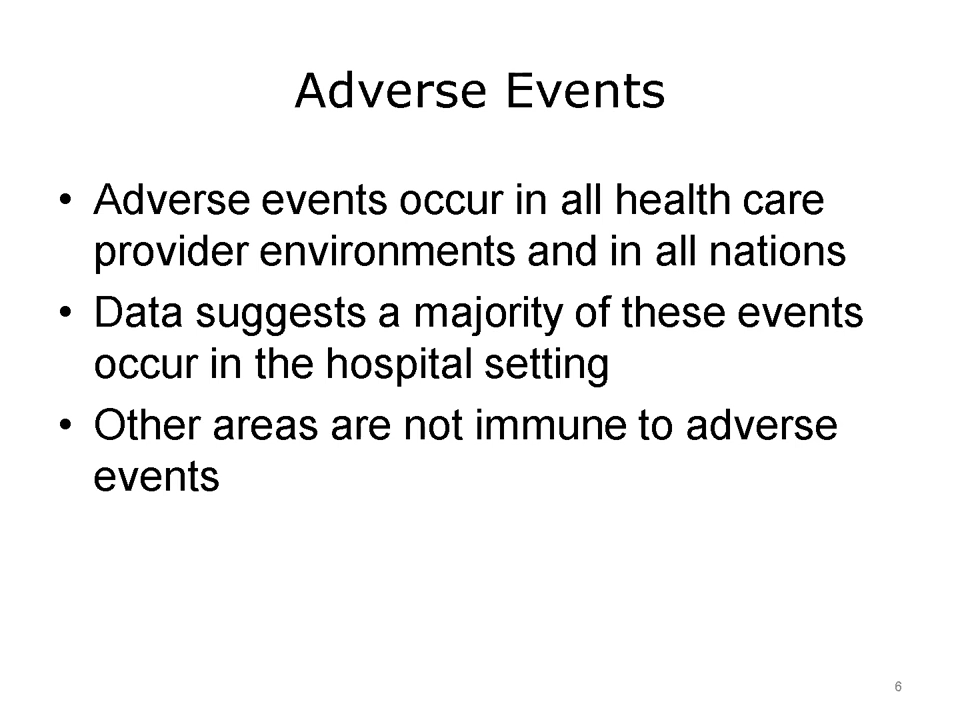 Adverse Events
• Adverse events occur in all health care
provider environments and in all nations
• Data suggests a majority of these events
occur in the hospital setting
• Other areas are not immune to adverse
events
6